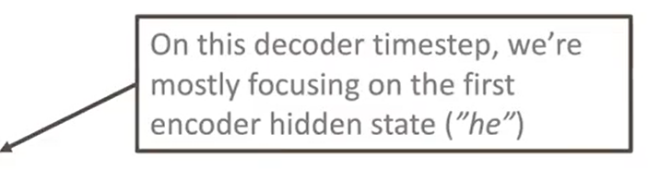 On this decoder timestep, we’re
mostly focusing on the first
encoder hidden state (”he”)